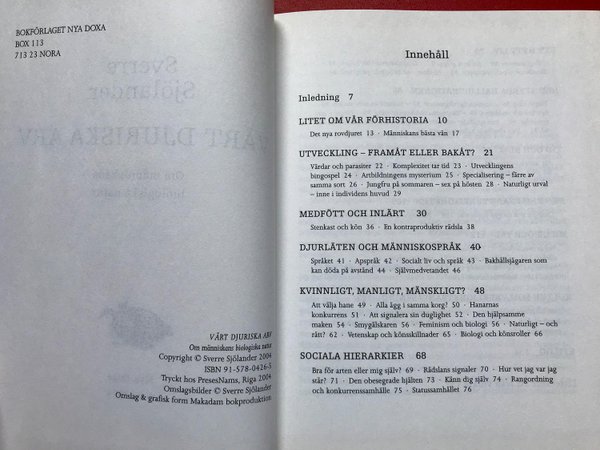 BOKFÖRLAGET NYA DOXA
BOX 113
713 23 NORA
VÅRT DJURISKA ARV
Om människans biologiska natur
Copyright © Sverre Sjölander 2004
ISBN 91-578-0426-5
Tryckt hos PresesNams, Riga 2004
Omslagsbilder © Sverre Sjölander
Omslag & grafisk form Makadam bokproduktion
Innehåll
Inledning 7
LITET OM VÅR FÖRHISTORIA 10
Det nya rovdjuret 13 · Människans bästa vän 17
UTVECKLING – FRAMÅT ELLER BAKÅT? 21
Värdar och parasiter 22 · Komplexitet tar tid 23 · Utvecklingens
bingospel 24 · Artbildningens mysterium 25 · Specialisering – färre av
samma sort 26 · Jungfru på sommaren – sex på hösten 28 · Naturligt urval
– inne i individens huvud 29
MEDFÖTT OCH INLÄRT 30
Stenkast och kön 36 · En kontraproduktiv rädsla 38
DJURLÄTEN OCH MÄNNISKOSPRÅK 40
Språket 41 · Apspråk 42 · Socialt liv och språk 43 · Bakhållsjägaren som
kan döda på avstånd 44 · Självmedvetandet 46
KVINNLIGT, MANLIGT, MÄNSKLIGT? 48
Att välja hane 49 · Alla ägg i samma korg? 50 · Hanarnas
konkurrens 51 · Att signalera sin duglighet 52 · Den hjälpsamme
maken 54 · Smygälskaren 56 · Feminism och biologi 56 · Naturligt – och
rätt? 62 · Vetenskap och könsskillnader 65 · Biologi och könsroller 65
SOCIALA HIERARKIER 68
Bra för arten eller mig själv? 69 · Rädslans signaler 70 · Hur vet jag var jag
står? 71 · Den obesegrade hjälten 73 · Känn dig själv 74 · Rangordning
och konkurrenssamhälle 75 · Statussamhället 76